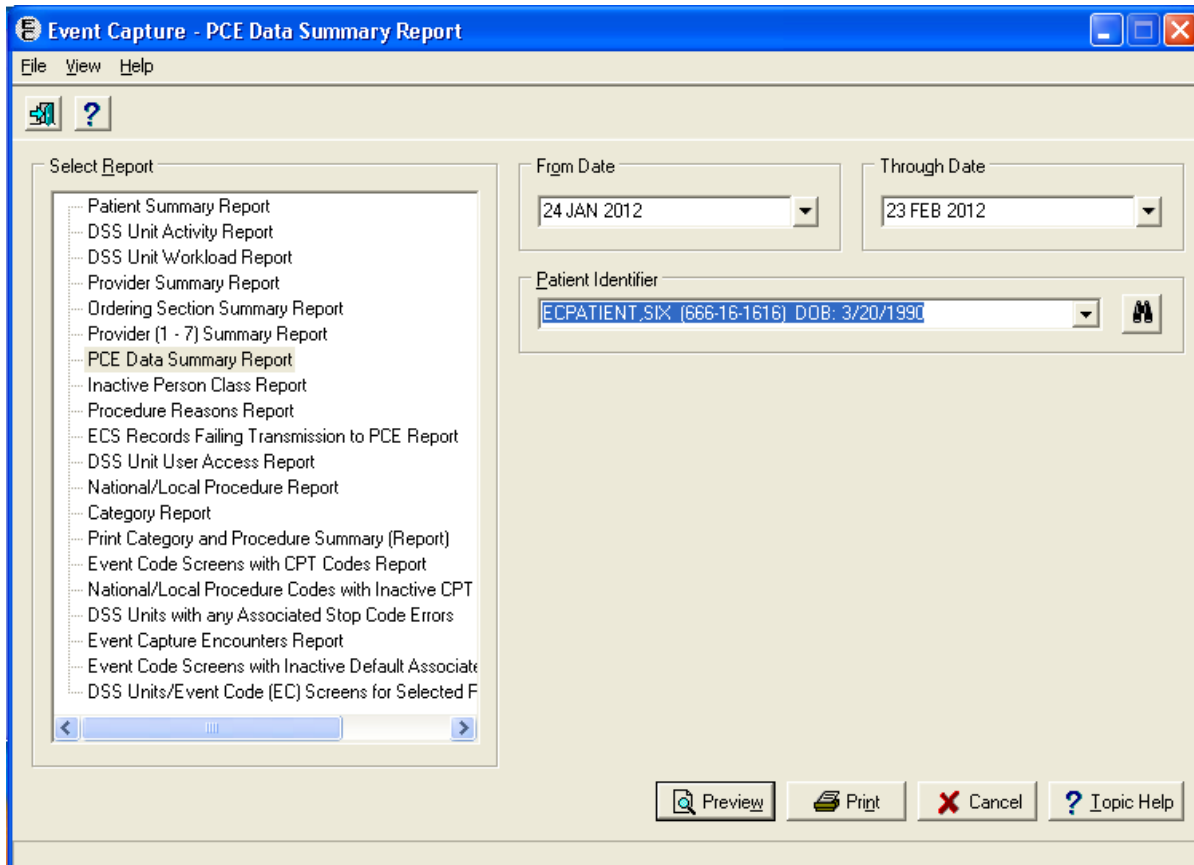 Event Capture - PCE Data Summary Report
File View Help
Select Report
Patient Summary Report
DSS Unit Activity Report
DSS Unit Workload Report
Provider Summary Report
Ordering Section Summary Report
Provider (1 - 7) Summary Report
PCE Data Summary Report
Inactive Person Class Report
Procedure Reasons Report
ECS Records Failing Transmission to PCE Report
DSS Unit User Access Report
National/Local Procedure Report
Category Report
Print Category and Procedure Summary (Report)
Event Code Screens with CPT Codes Report
National/Local Procedure Codes with Inactive CPT
DSS Units with any Associated Stop Code Errors
Event Capture Encounters Report
Event Code Screens with Inactive Default Associate
DSS Units/Event Code (EC) Screens for Selected F
From Date
24 JAN 2012
Through Date
23 FEB 2012
Patient Identifier
ECPATIENT,SIX (666-16-1616) DOB: 3/20/1990
Preview Print Cancel ? Topic Help